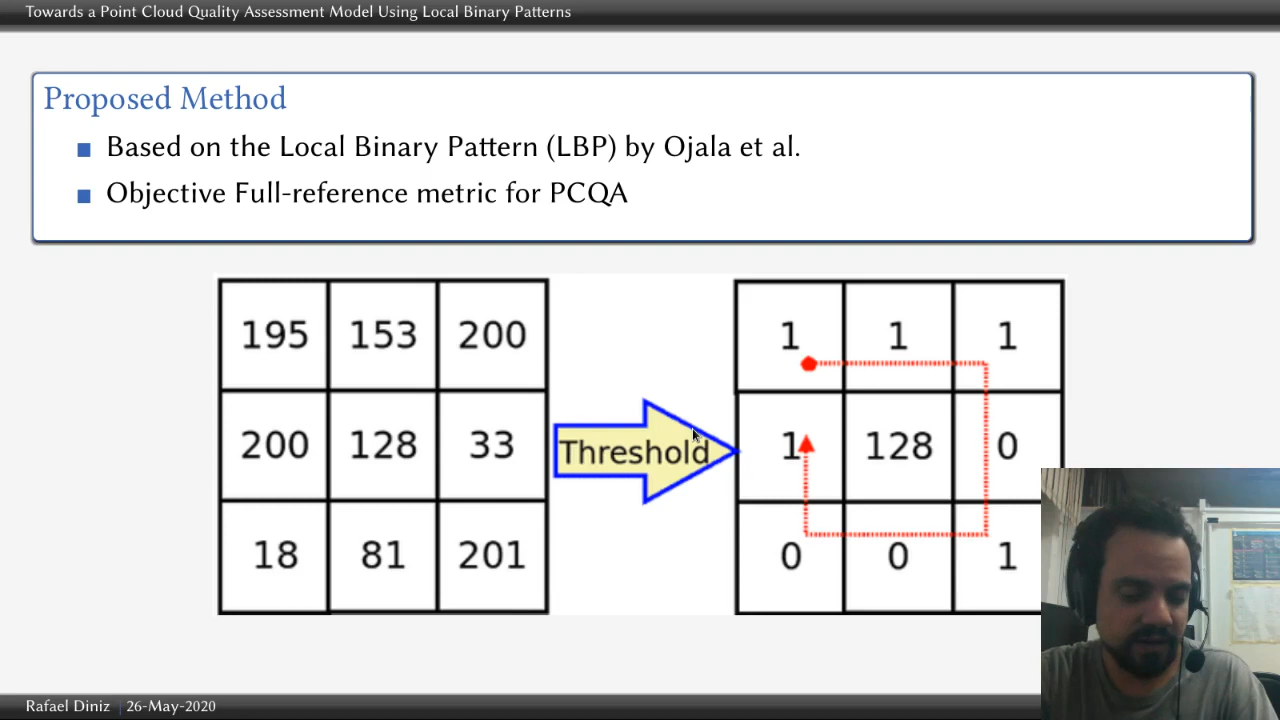 Towards a Point Cloud Quality Assessment Model Using Local Binary Patterns
Proposed Method
Based on the Local Binary Pattern (LBP) by Ojala et al.
Objective Full-reference metric for PCQA
195 153 200
200 128 33
18 81 201
Threshold
1 1 1
1 128 0
0 0 1
Rafael Diniz | 26-May-2020